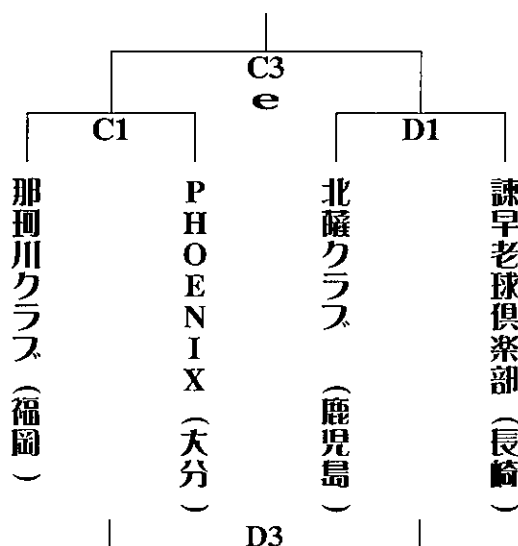 C3
e
C1
D1
那珂川クラブ(福岡)
PHOENIX(大分)
北薩クラブ(鹿児島)
諫早老球倶楽部(長崎)
D3